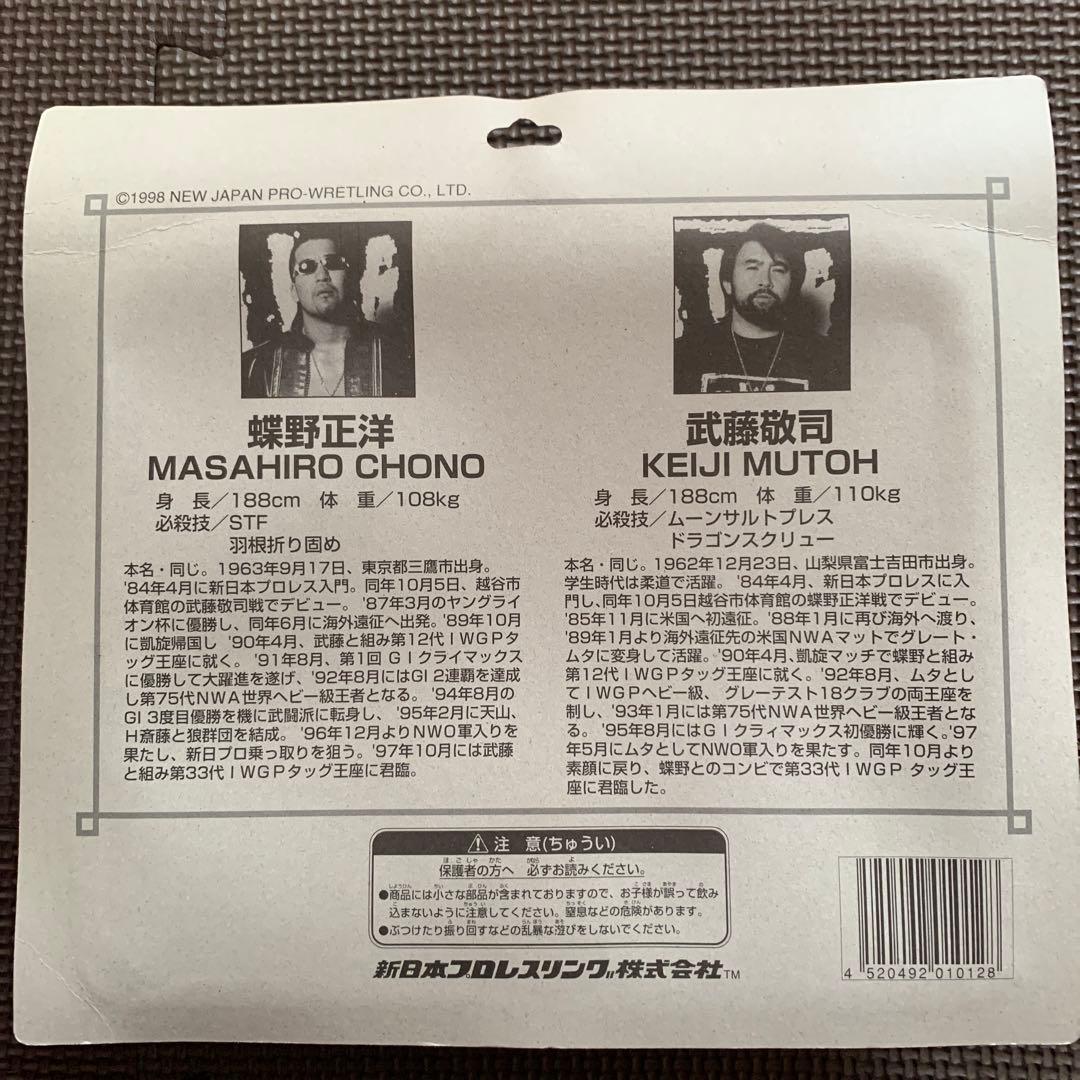 ©1998 NEW JAPAN PRO-WRETLING CO., LTD.
蝶野正洋
MASAHIRO CHONO
身 長／188cm 体 重／108kg
必殺技／STF
羽根折り固め
本名・同じ。1963年9月17日、東京都三鷹市出身。
'84年4月に新日本プロレス入門。同年10月5日、越谷市
体育館の武藤敬司戦でデビュー。'87年3月のヤングライ
オン杯に優勝し、同年6月に海外遠征へ出発。'89年10月
に凱旋帰国し'90年4月、武藤と組み第12代IWGPタ
ッグ王座に就く。'91年8月、第1回GIクライマックス
に優勝して大躍進を遂げ、'92年8月にはGI2連覇を達成
し第75代NWA世界ヘビー級王者となる。'94年8月の
GI3度目優勝を機に武闘派に転身し、'95年2月に天山、
H斎藤と狼群団を結成。'96年12月よりNWO軍入りを
果たし、新日プロ乗っ取りを狙う。'97年10月には武藤
と組み第33代IWGPタッグ王座に君臨。
武藤敬司
KEIJI MUTOH
身 長／188cm 体 重／110kg
必殺技／ムーンサルトプレス
ドラゴンスクリュー
本名・同じ。1962年12月23日、山梨県富士吉田市出身。
学生時代は柔道で活躍。'84年4月、新日本プロレスに入
門し、同年10月5日越谷市体育館の蝶野正洋戦でデビュー。
'85年11月に米国へ初遠征。'88年1月に再び海外へ渡り、
'89年1月より海外遠征先の米国NWAマットでグレート・
ムタに変身して活躍。'90年4月、凱旋マッチで蝶野と組み
第12代IWGPタッグ王座に就く。'92年8月、ムタとし
てIWGPヘビー級、グレーテスト18クラブの両王座を
制し、'93年1月には第75代NWA世界ヘビー級王者とな
る。'95年8月にはGIクライィマックス初優勝に輝く。'97
年5月にムタとしてNWO軍入りを果たす。同年10月より
素顔に戻り、蝶野とのコンビで第33代IWGP タッグ王
座に君臨した。
⚠注 意(ちゅうい)
保護者の方へ 必ずお読みください。
●商品には小さな部品が含まれておりますので、お子様が誤って飲み
込まないように注意してください。窒息などの危険があります。
●ぶつけたり振り回すなどの乱暴な遊びをしないでください。
新日本プロレスリング株式会社TM
4 520492 010128